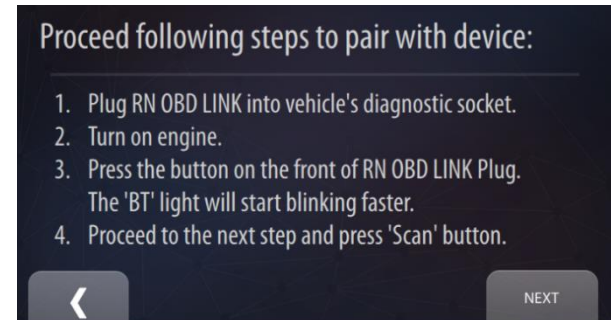 Proceed following steps to pair with device:
1. Plug RN OBD LINK into vehicle's diagnostic socket.
2. Turn on engine.
3. Press the button on the front of RN OBD LINK Plug.
The 'BT' light will start blinking faster.
4. Proceed to the next step and press 'Scan' button.
NEXT